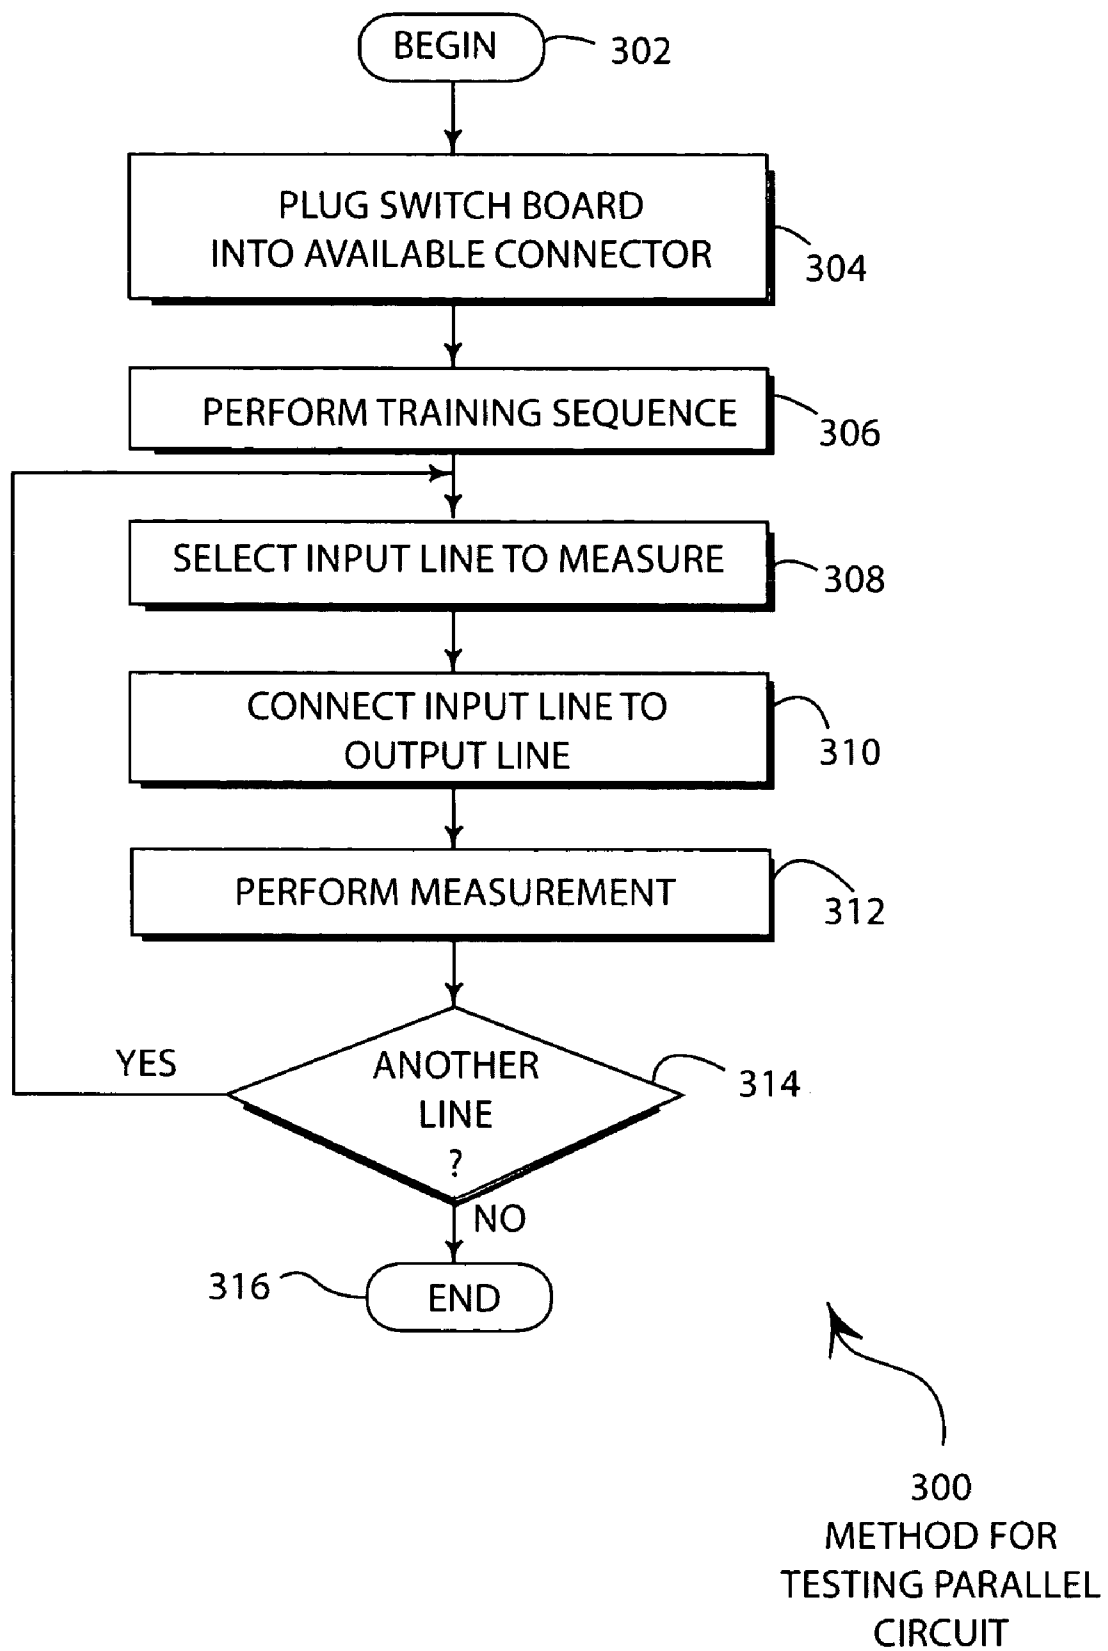 BEGIN
302
PLUG SWITCH BOARD
INTO AVAILABLE CONNECTOR
304
PERFORM TRAINING SEQUENCE
306
SELECT INPUT LINE TO MEASURE
308
CONNECT INPUT LINE TO
OUTPUT LINE
310
PERFORM MEASUREMENT
312
YES
ANOTHER
LINE
?
314
NO
316
END
300
METHOD FOR
TESTING PARALLEL
CIRCUIT